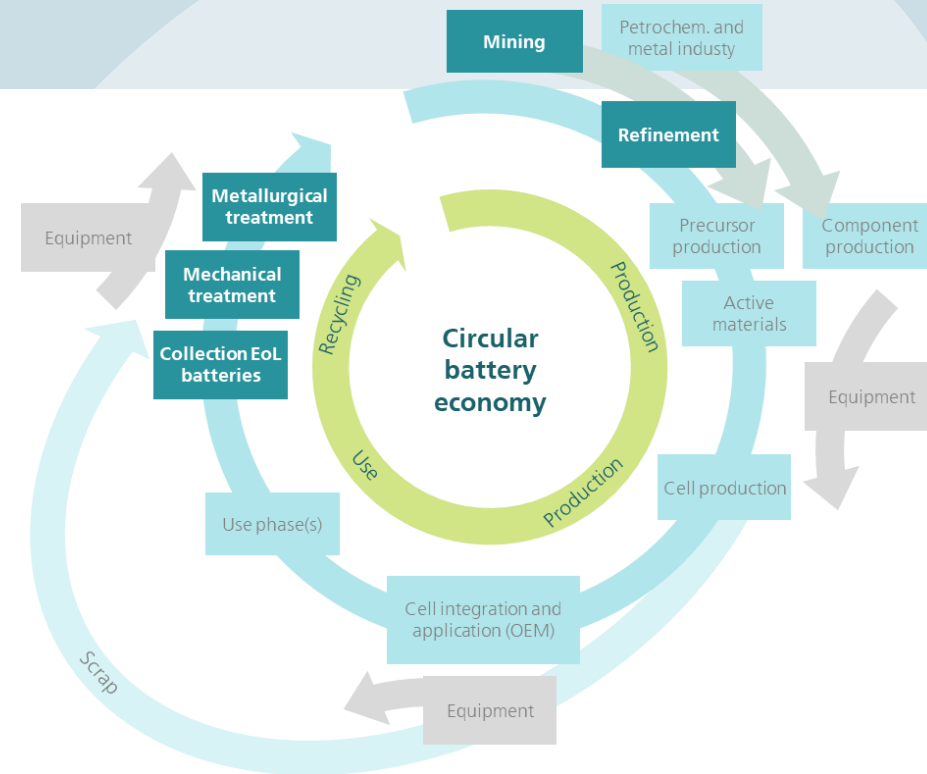 Mining
Petrochem. and
metal industy
Refinement
Metallurgical
treatment
Equipment
Precursor
production
Component
production
Mechanical
treatment
Recycling
Production
Active
materials
Circular
battery
economy
Collection EoL
batteries
Equipment
Use
Production
Cell production
Use phase(s)
Cell integration and
application (OEM)
Scrap
Equipment